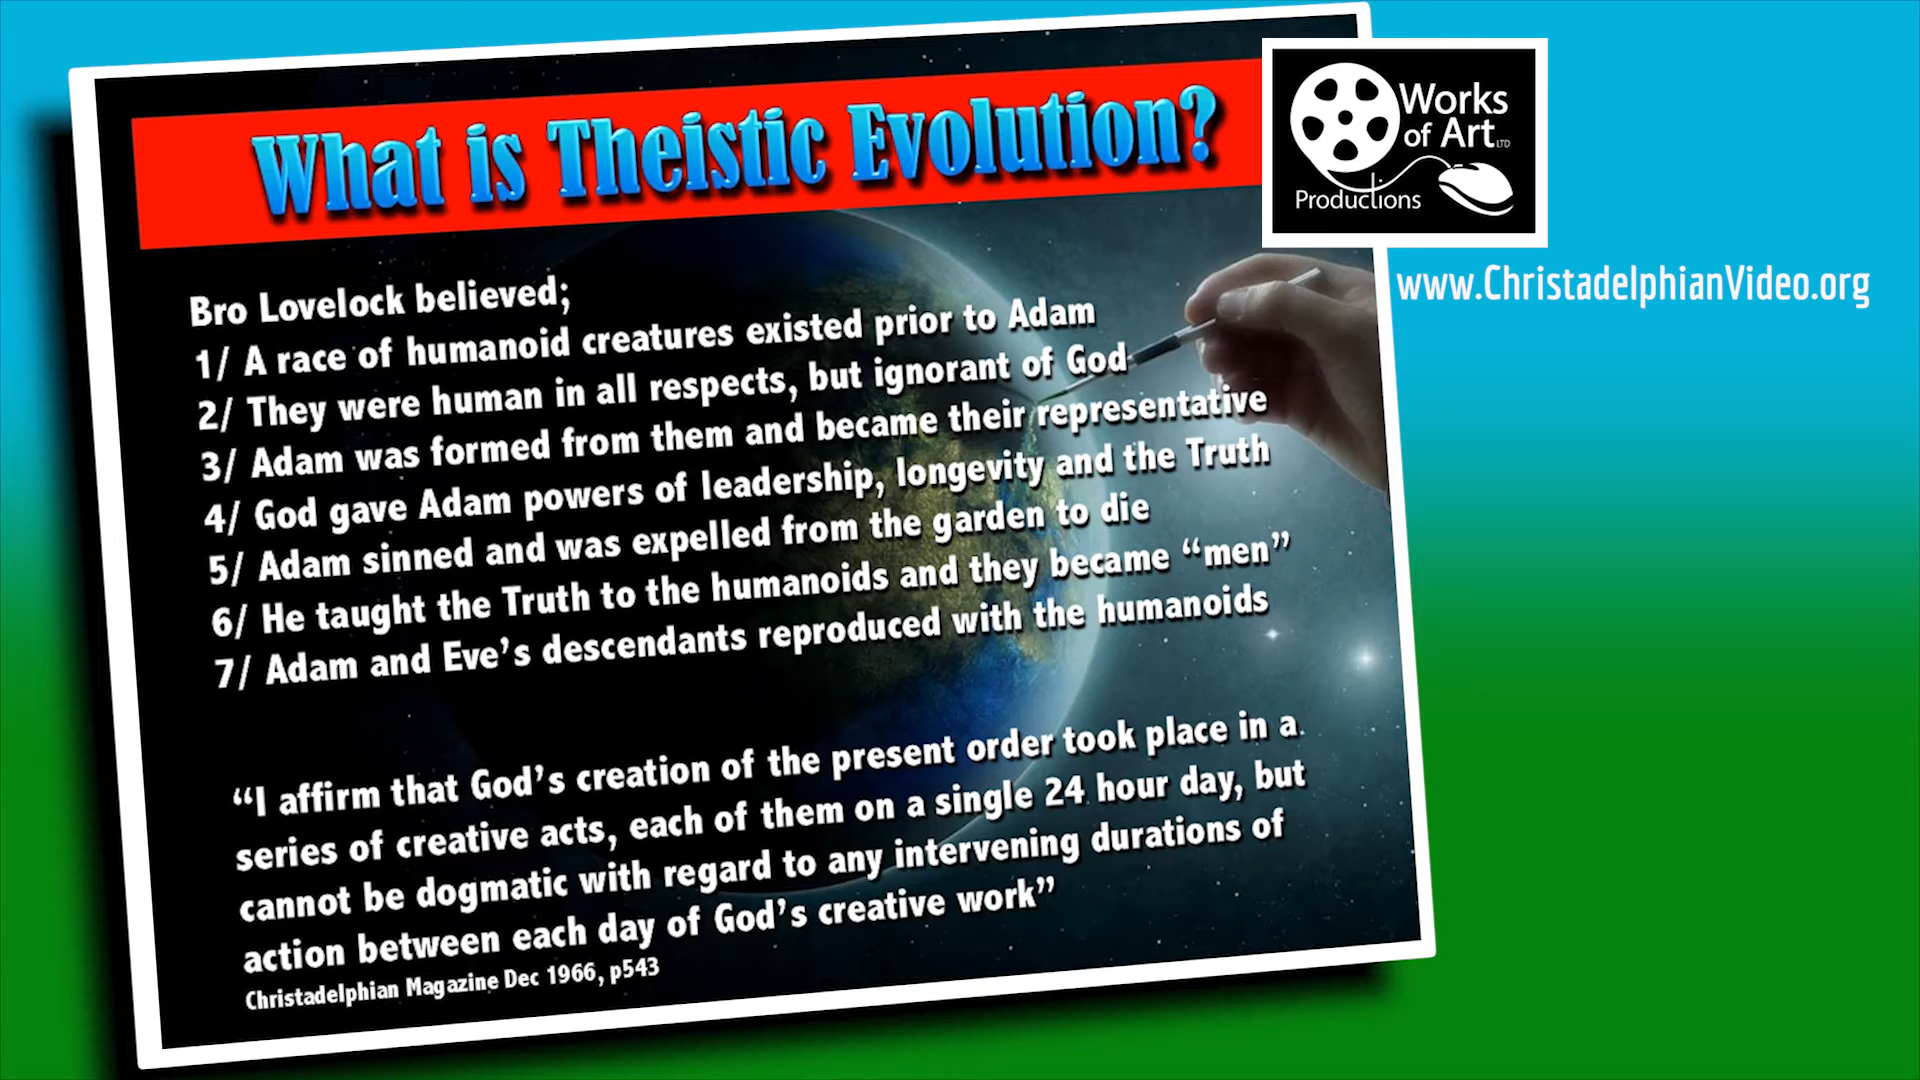 What is Theistic Evolution?
Works
of Art LTD
Productions
www.ChristadelphianVideo.org
Bro Lovelock believed;
1/ A race of humanoid creatures existed prior to Adam
2/ They were human in all respects, but ignorant of God
3/ Adam was formed from them and became their representative
4/ God gave Adam powers of leadership, longevity and the Truth
5/ Adam sinned and was expelled from the garden to die
6/ He taught the Truth to the humanoids and they became “men”
7/ Adam and Eve’s descendants reproduced with the humanoids
“I affirm that God’s creation of the present order took place in a
series of creative acts, each of them on a single 24 hour day, but
cannot be dogmatic with regard to any intervening durations of
action between each day of God’s creative work”
Christadelphian Magazine Dec 1966, p543